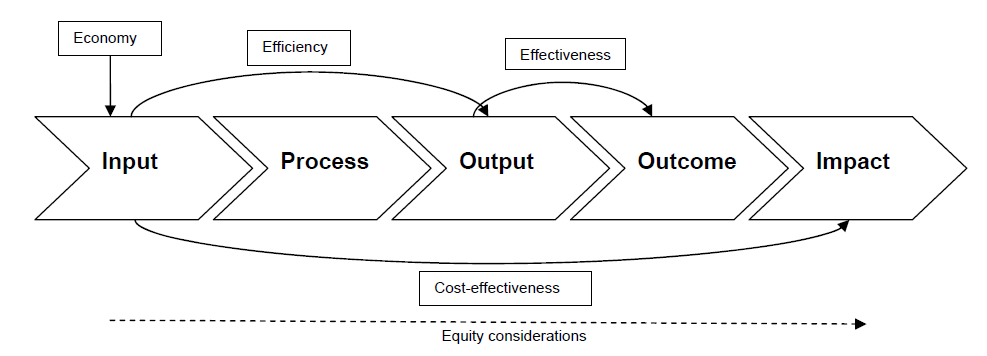 Economy
Efficiency
Effectiveness
Input
Process
Output
Outcome
Impact
Cost-effectiveness
Equity considerations